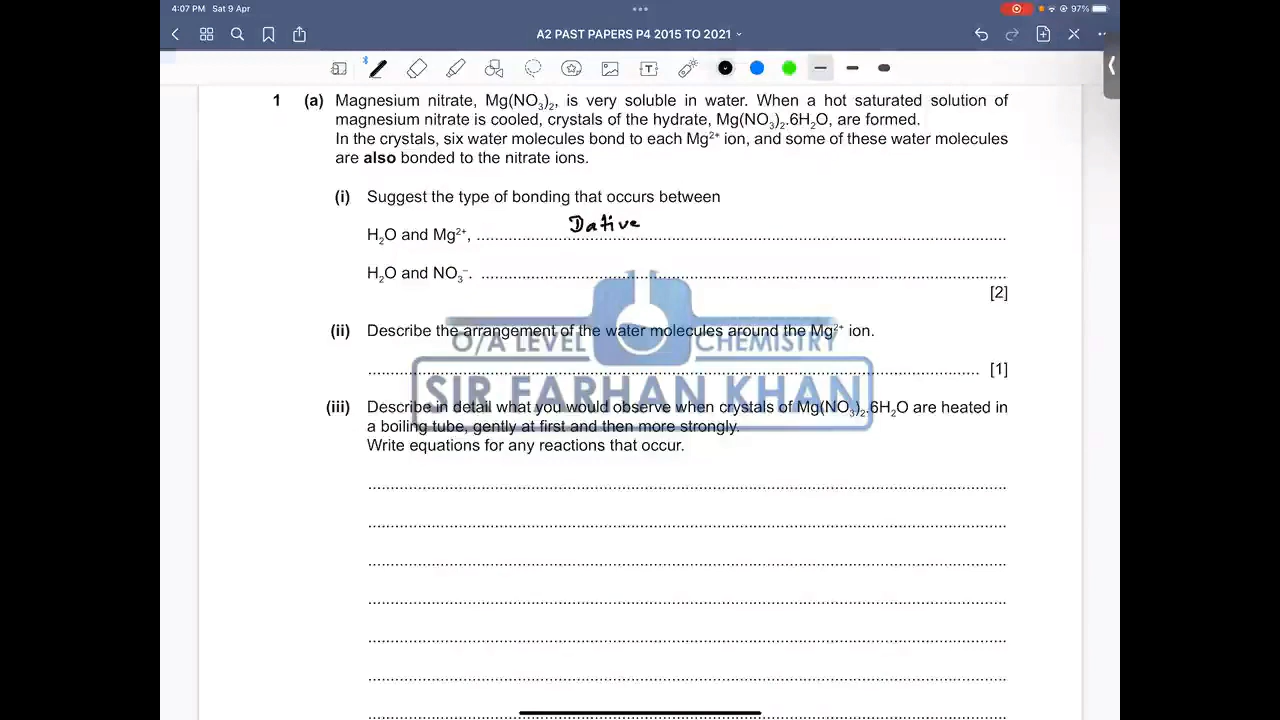 4:07 PM Sat 9 Apr
97%
A2 PAST PAPERS P4 2015 TO 2021
1 (a) Magnesium nitrate, Mg(NO₃)₂, is very soluble in water. When a hot saturated solution of
magnesium nitrate is cooled, crystals of the hydrate, Mg(NO₃)₂.6H₂O, are formed.
In the crystals, six water molecules bond to each Mg²⁺ ion, and some of these water molecules
are also bonded to the nitrate ions.
(i) Suggest the type of bonding that occurs between
Dative
H₂O and Mg²⁺, ........................................
H₂O and NO₃⁻. ........................................
[2]
(ii) Describe the arrangement of the water molecules around the Mg²⁺ ion.
O/A LEVEL CHEMISTRY
........................................ [1]
SIR FARHAN KHAN
(iii) Describe in detail what you would observe when crystals of Mg(NO₃)₂.6H₂O are heated in
a boiling tube, gently at first and then more strongly.
Write equations for any reactions that occur.